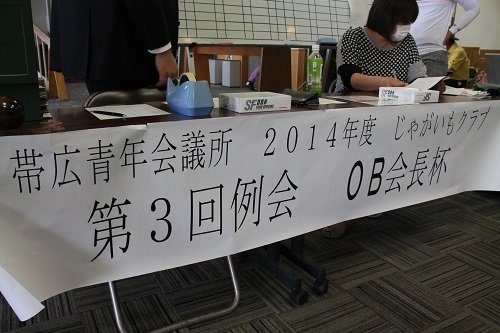 帯広青年会議所　2014年度　じゃがいもクラブ
第3回例会　OB会長杯